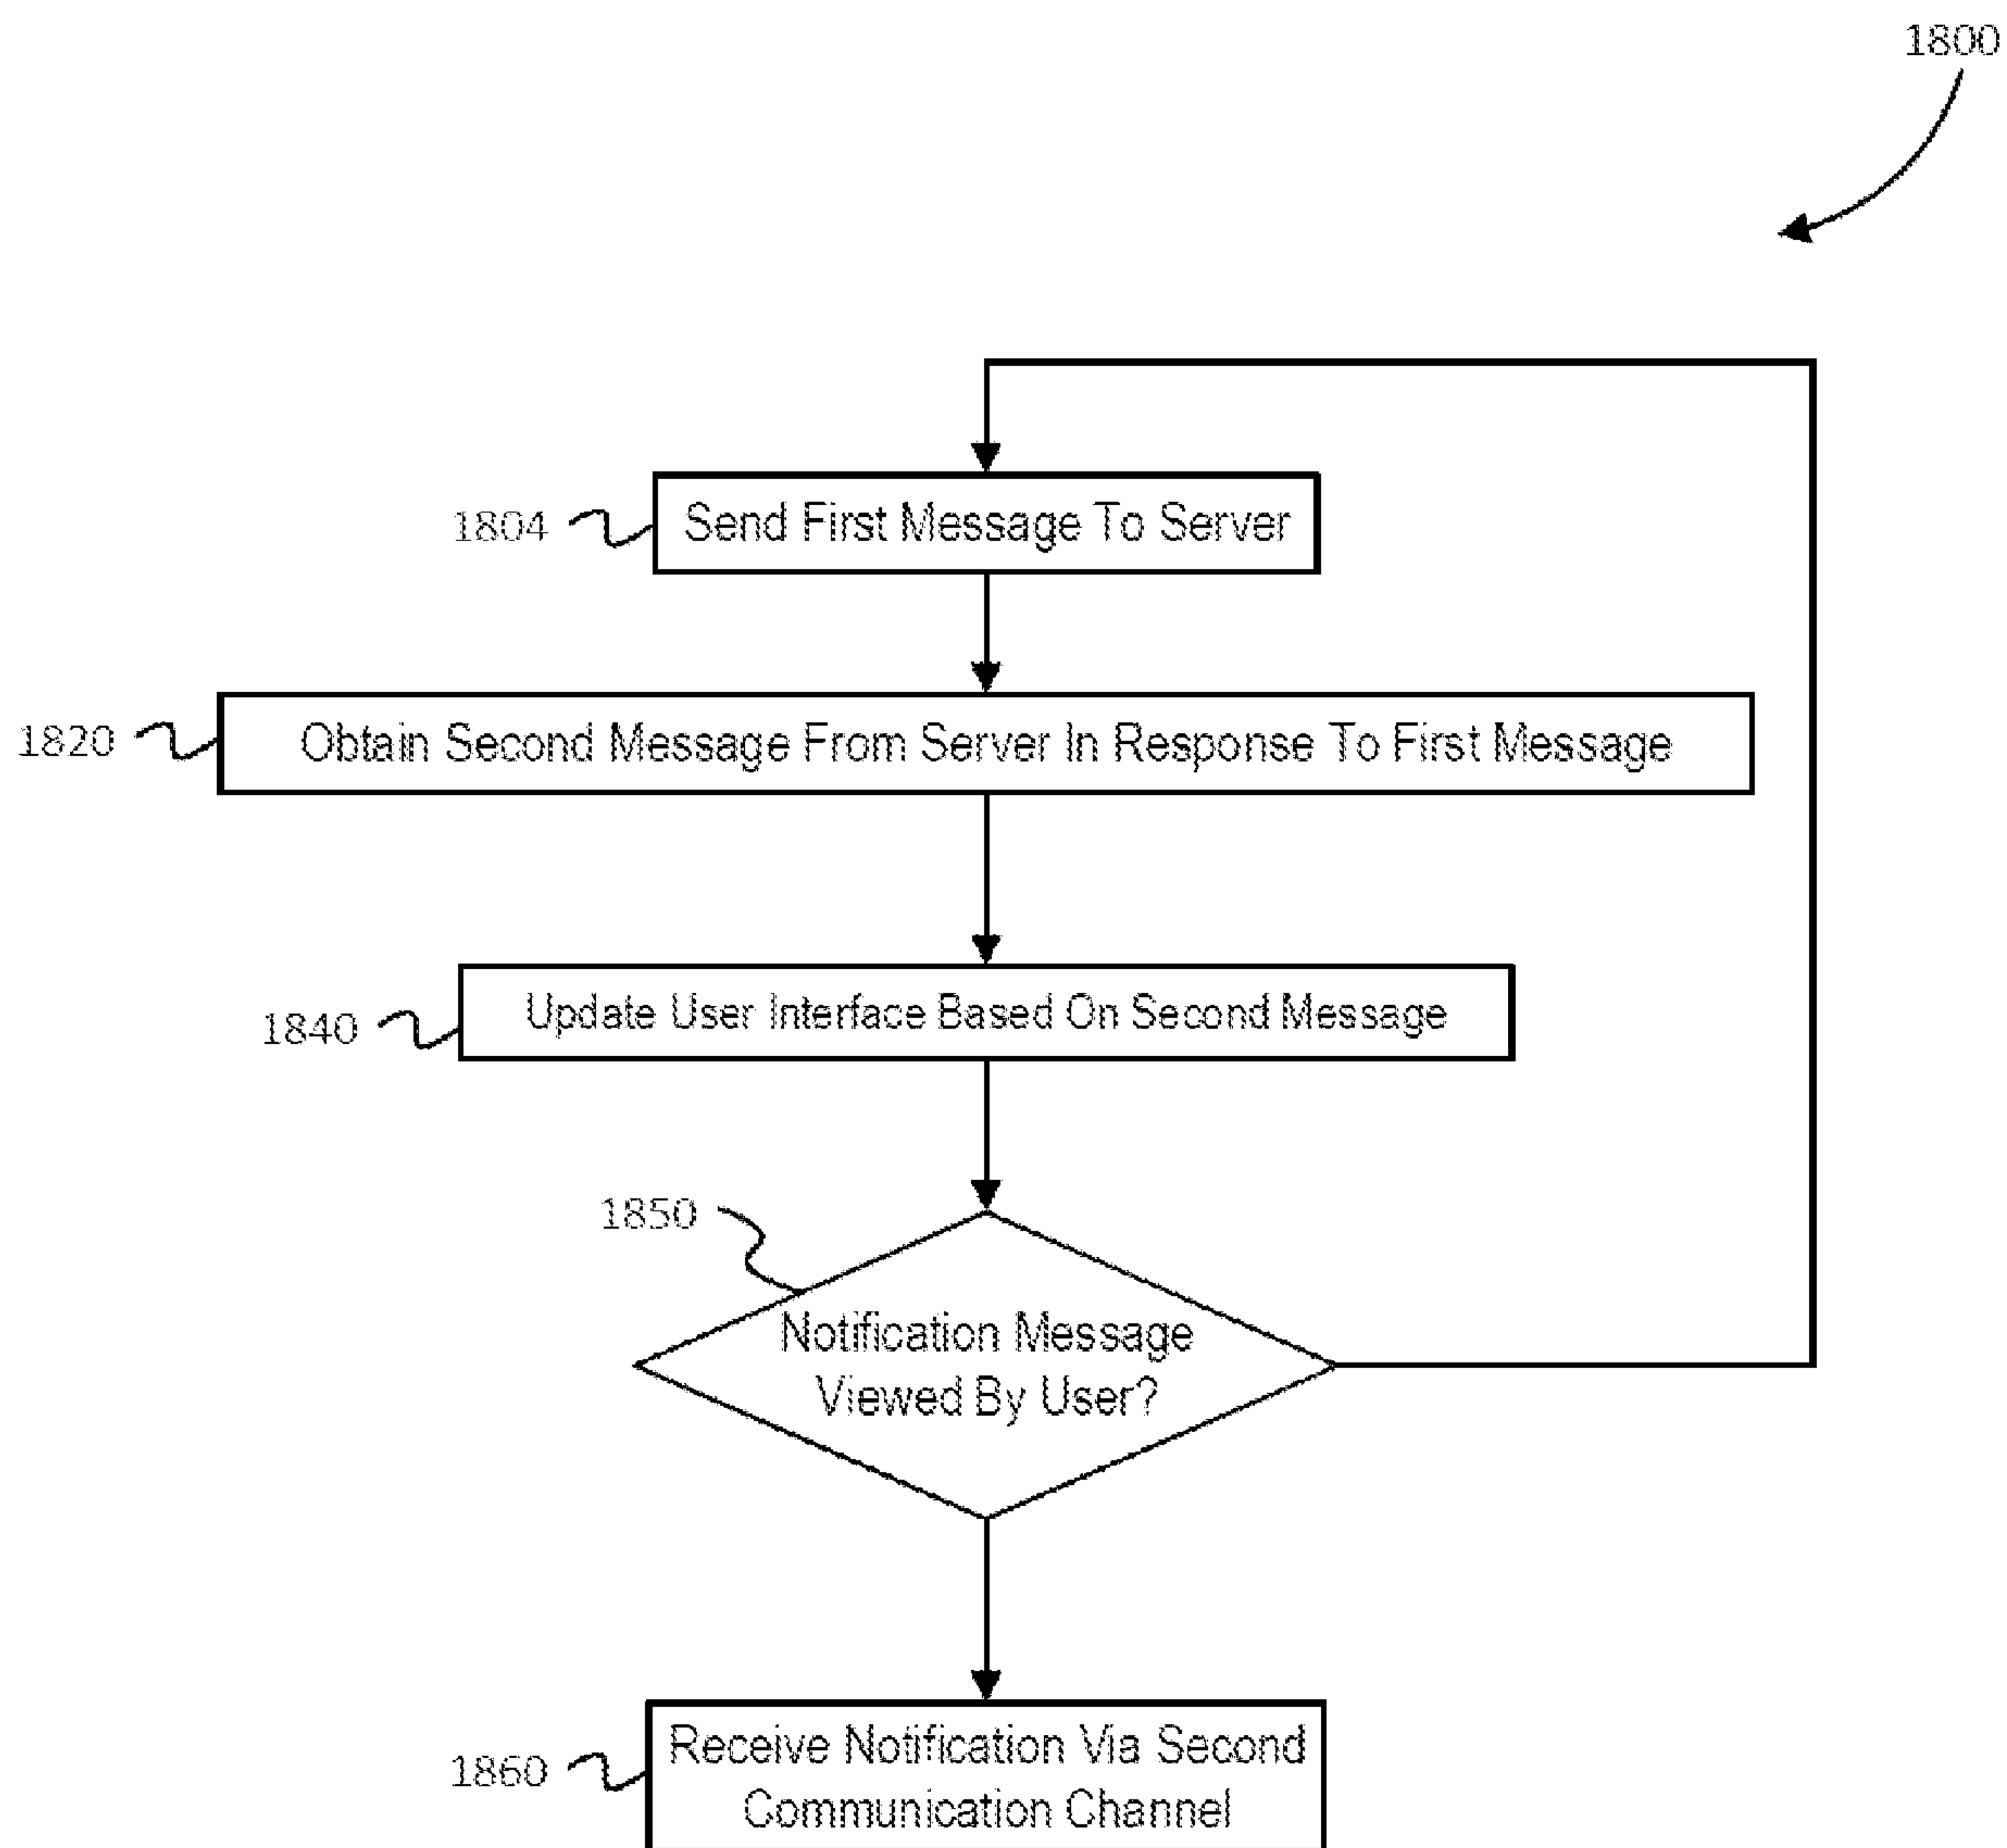 1800
1804
Send First Message To Server
1820
Obtain Second Message From Server In Response To First Message
1840
Update User Interface Based On Second Message
1850
Notification Message
Viewed By User?
1860
Receive Notification Via Second
Communication Channel